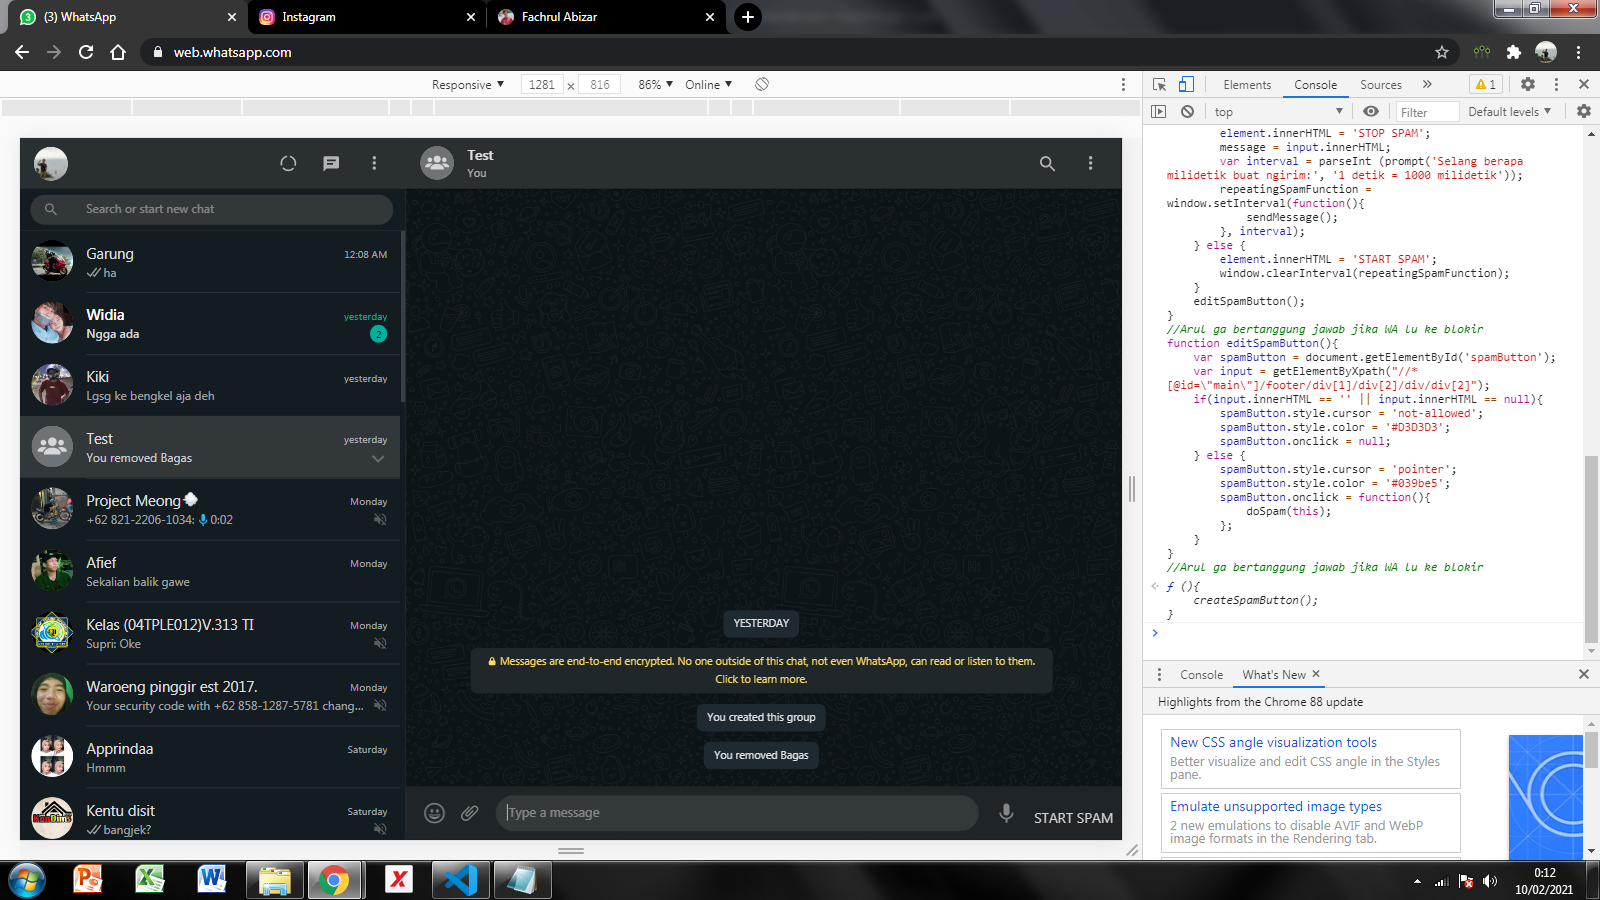 (3) WhatsApp
Instagram
Fachrul Abizar
web.whatsapp.com
Responsive 1281 × 816 86% Online
Elements Console Sources 1
top Filter Default levels
Test
You
Search or start new chat
Garung 12:08 AM
ha
Widia yesterday
Ngga ada 2
Kiki yesterday
Lgsg ke bengkel aja deh
Test yesterday
You removed Bagas
Project Meong Monday
+62 821-2206-1034: 0:02
Afief Monday
Sekalian balik gawe
Kelas (04TPLE012)V.313 TI Monday
Supri: Oke
Waroeng pinggir est 2017. Monday
Your security code with +62 858-1287-5781 chang...
Apprindaa Saturday
Hmmm
Kentu disit Saturday
bangjek?
YESTERDAY
Messages are end-to-end encrypted. No one outside of this chat, not even WhatsApp, can read or listen to them.
Click to learn more.
You created this group
You removed Bagas
Type a message
START SPAM
element.innerHTML = 'STOP SPAM';
message = input.innerHTML;
var interval = parseInt (prompt('Selang berapa
milidetik buat ngirim:', '1 detik = 1000 milidetik'));
repeatingSpamFunction =
window.setInterval(function(){
sendMessage();
}, interval);
} else {
element.innerHTML = 'START SPAM';
window.clearInterval(repeatingSpamFunction);
}
editSpamButton();
}
//Arul ga bertanggung jawab jika WA lu ke blokir
function editSpamButton(){
var spamButton = document.getElementById('spamButton');
var input = getElementByXpath("//*
[@id=\"main\"]/footer/div[1]/div[2]/div/div[2]");
if(input.innerHTML == '' || input.innerHTML == null){
spamButton.style.cursor = 'not-allowed';
spamButton.style.color = '#D3D3D3';
spamButton.onclick = null;
} else {
spamButton.style.cursor = 'pointer';
spamButton.style.color = '#039be5';
spamButton.onclick = function(){
doSpam(this);
};
}
}
//Arul ga bertanggung jawab jika WA lu ke blokir
ƒ (){
createSpamButton();
}
Console What's New
Highlights from the Chrome 88 update
New CSS angle visualization tools
Better visualize and edit CSS angle in the Styles
pane.
Emulate unsupported image types
2 new emulations to disable AVIF and WebP
image formats in the Rendering tab.
0:12
10/02/2021